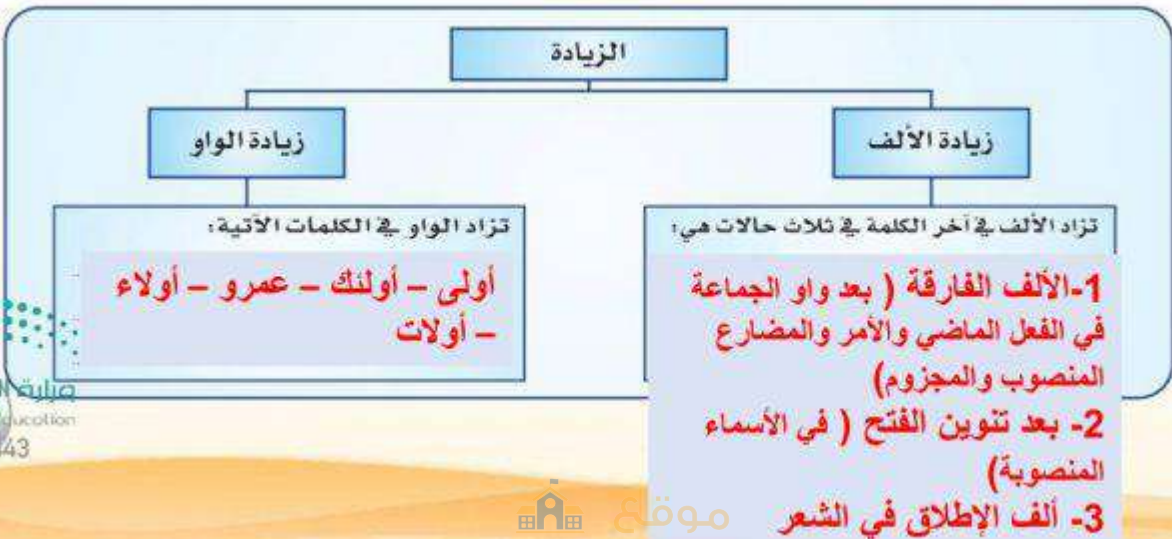 الزيادة
زيادة الألف
تزاد الألف في آخر الكلمة في ثلاث حالات هي:
1-الألف الفارقة ( بعد واو الجماعة
في الفعل الماضي والأمر والمضارع
المنصوب والمجزوم)
2- بعد تنوين الفتح ( في الأسماء
المنصوبة)
3- ألف الإطلاق في الشعر
زيادة الواو
تزاد الواو في الكلمات الآتية:
أولى – أولئك – عمرو – أولاء
– أولات
43
موقع